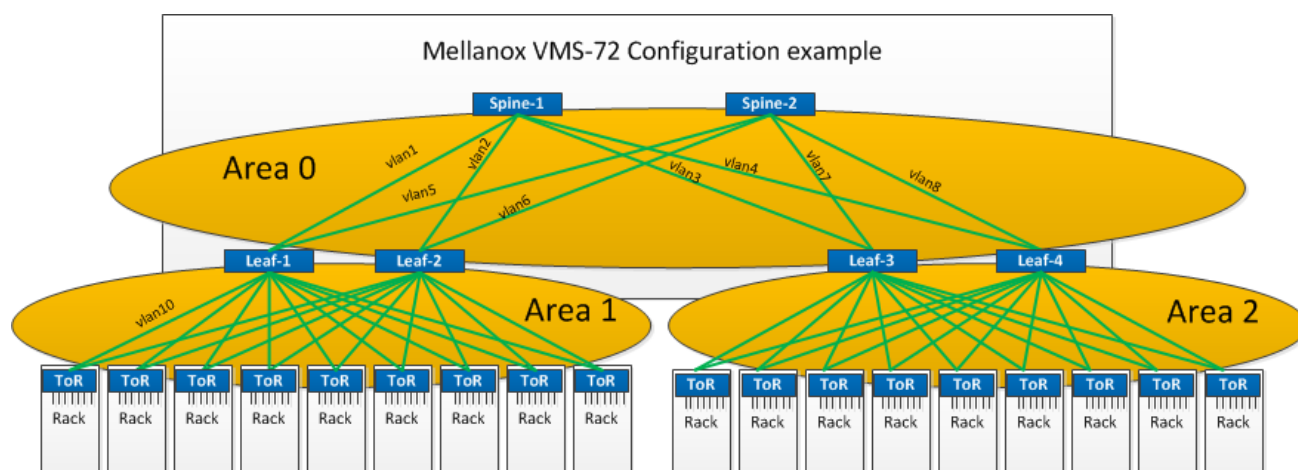 Mellanox VMS-72 Configuration example
Spine-1 Spine-2
Area 0
vlan1 vlan2 vlan3 vlan4 vlan7 vlan8
vlan5 vlan6
Leaf-1 Leaf-2 Leaf-3 Leaf-4
vlan10 Area 1 Area 2
ToR ToR ToR ToR ToR ToR ToR ToR ToR ToR ToR ToR ToR ToR ToR ToR ToR ToR
Rack Rack Rack Rack Rack Rack Rack Rack Rack Rack Rack Rack Rack Rack Rack Rack Rack Rack